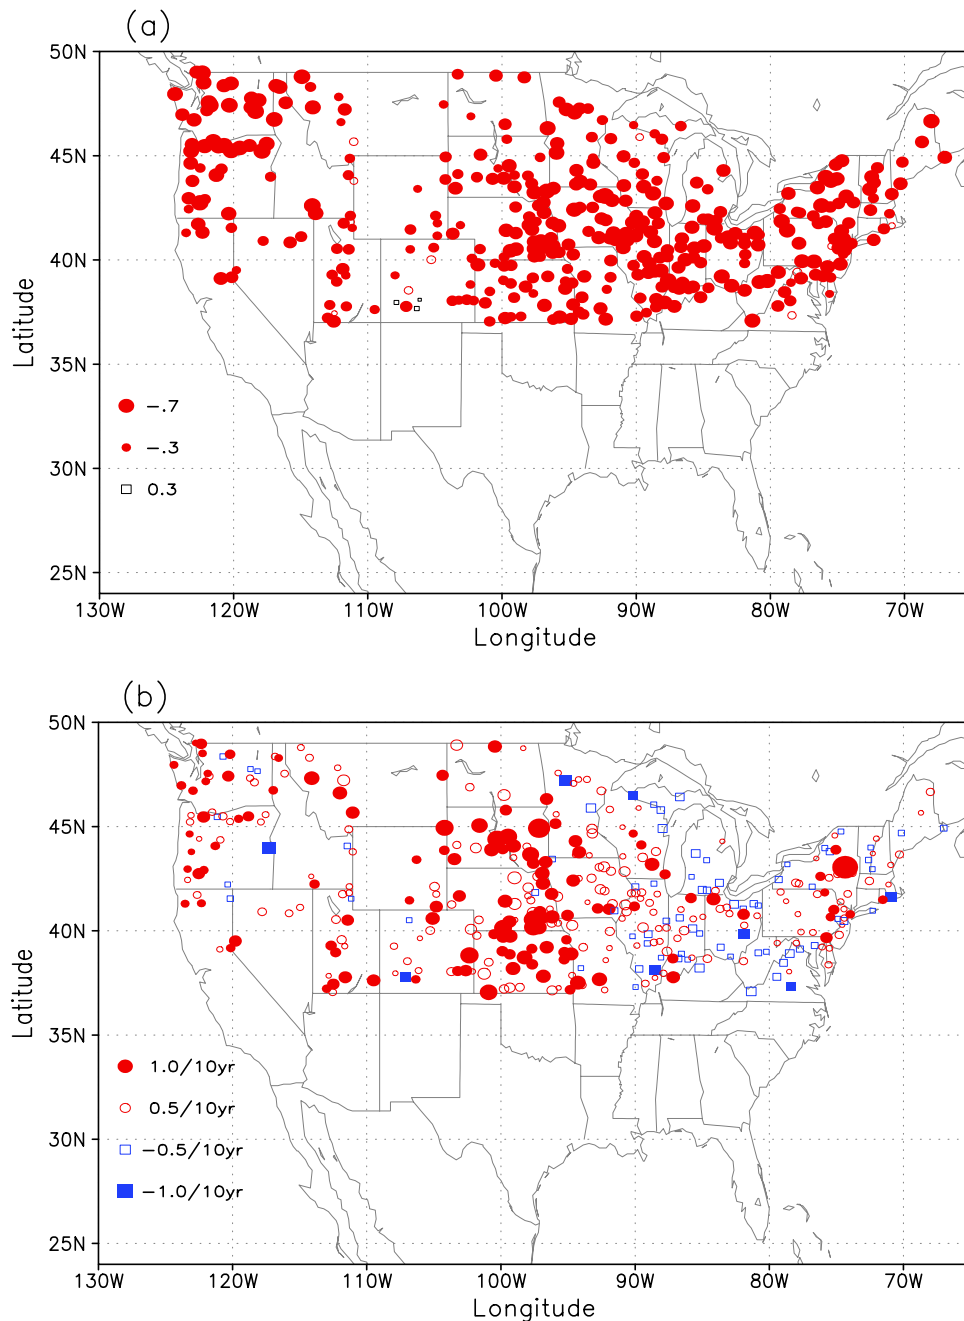 (a)
50N
45N
40N
35N
30N
25N
Latitude
−.7
−.3
0.3
130W 120W 110W 100W 90W 80W 70W
Longitude
(b)
50N
45N
40N
35N
30N
25N
Latitude
1.0/10yr
0.5/10yr
−0.5/10yr
−1.0/10yr
130W 120W 110W 100W 90W 80W 70W
Longitude